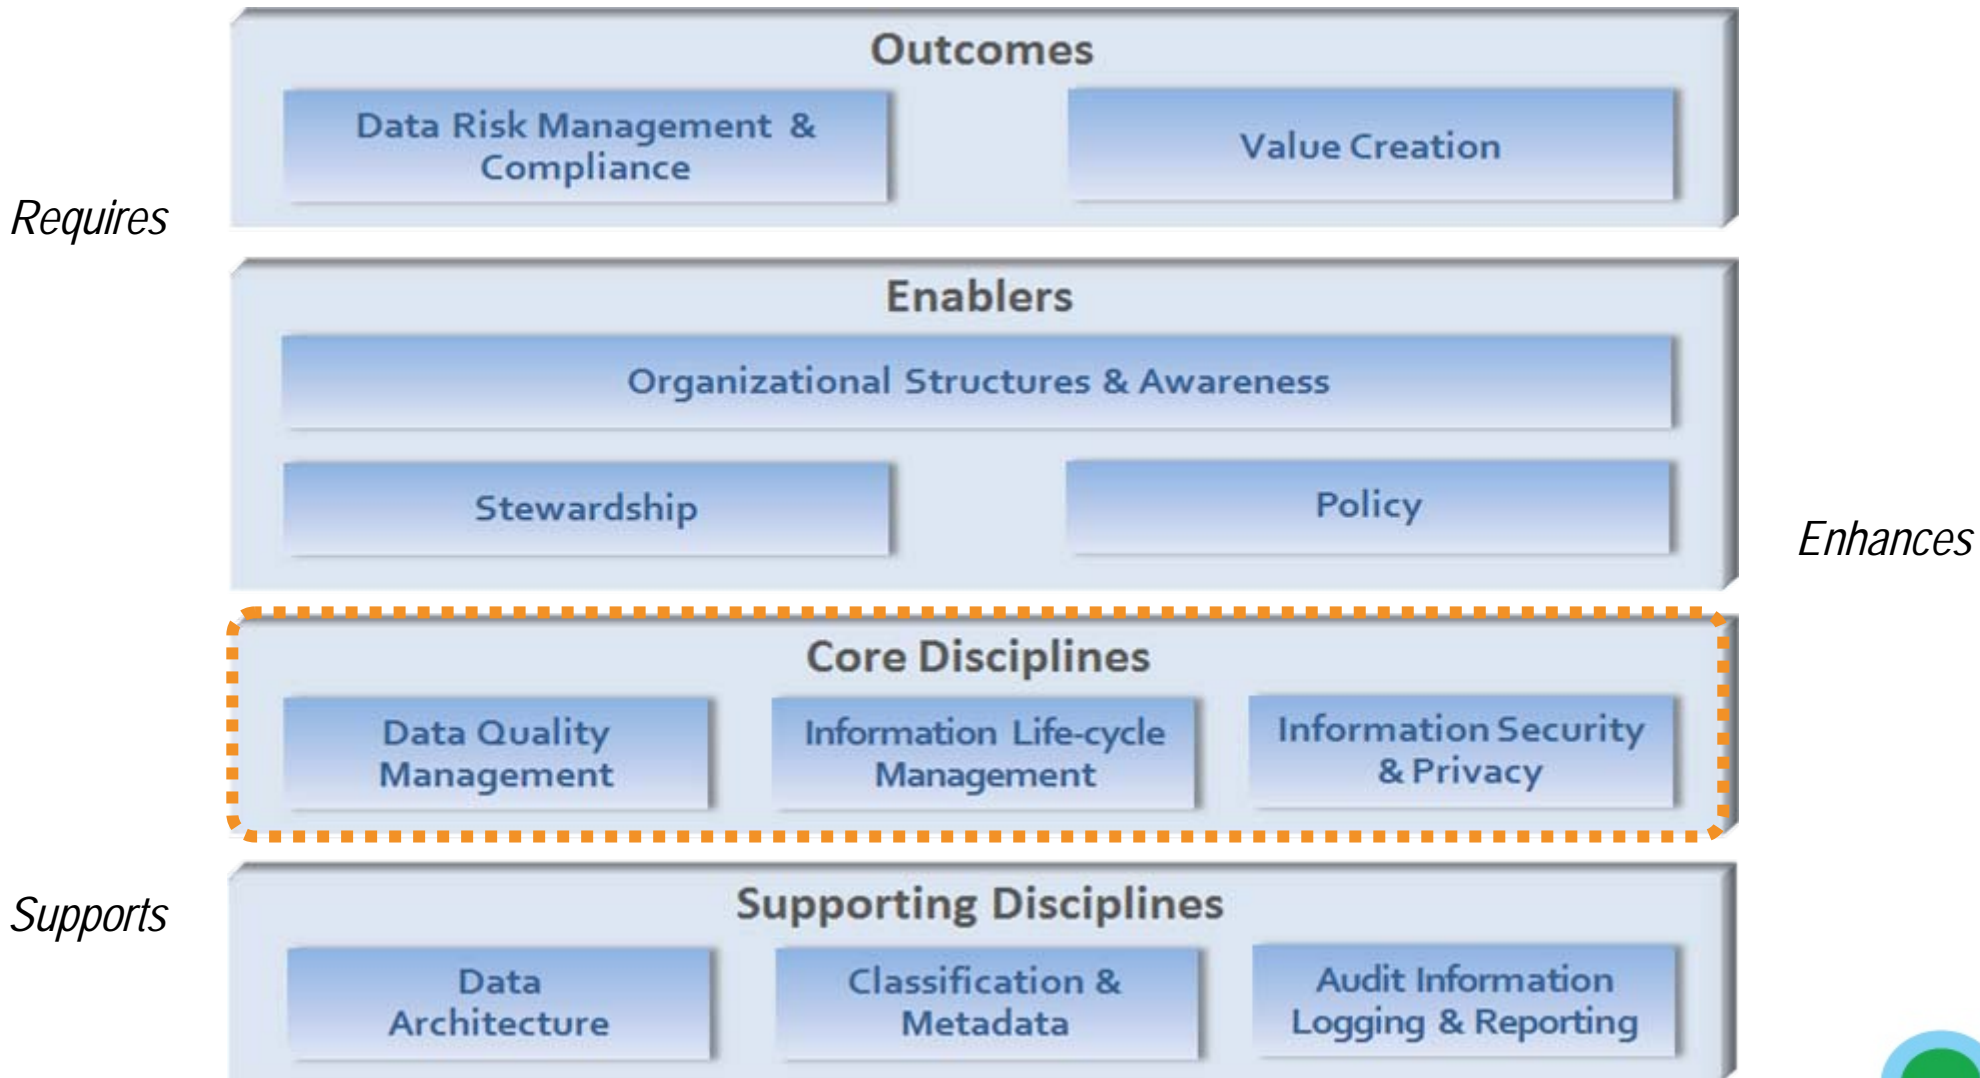 Outcomes
Data Risk Management &
Compliance
Value Creation
Requires
Enablers
Organizational Structures & Awareness
Stewardship
Policy
Enhances
Core Disciplines
Data Quality
Management
Information Life-cycle
Management
Information Security
& Privacy
Supports
Supporting Disciplines
Data
Architecture
Classification &
Metadata
Audit Information
Logging & Reporting